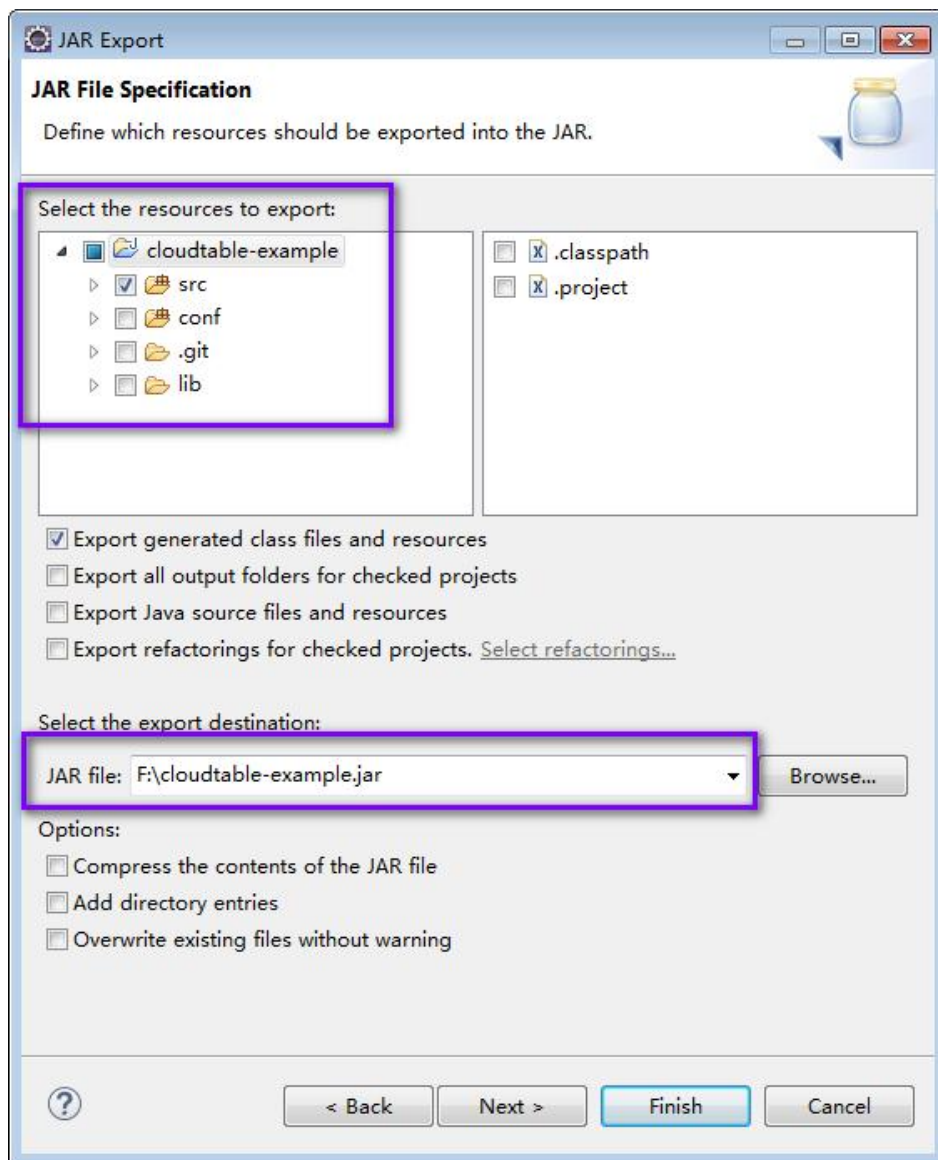 JAR Export
JAR File Specification
Define which resources should be exported into the JAR.
Select the resources to export:
cloudtable-example
src
conf
.git
lib
.classpath
.project
Export generated class files and resources
Export all output folders for checked projects
Export Java source files and resources
Export refactorings for checked projects. Select refactorings...
Select the export destination:
JAR file: F:\cloudtable-example.jar Browse...
Options:
Compress the contents of the JAR file
Add directory entries
Overwrite existing files without warning
? < Back Next > Finish Cancel